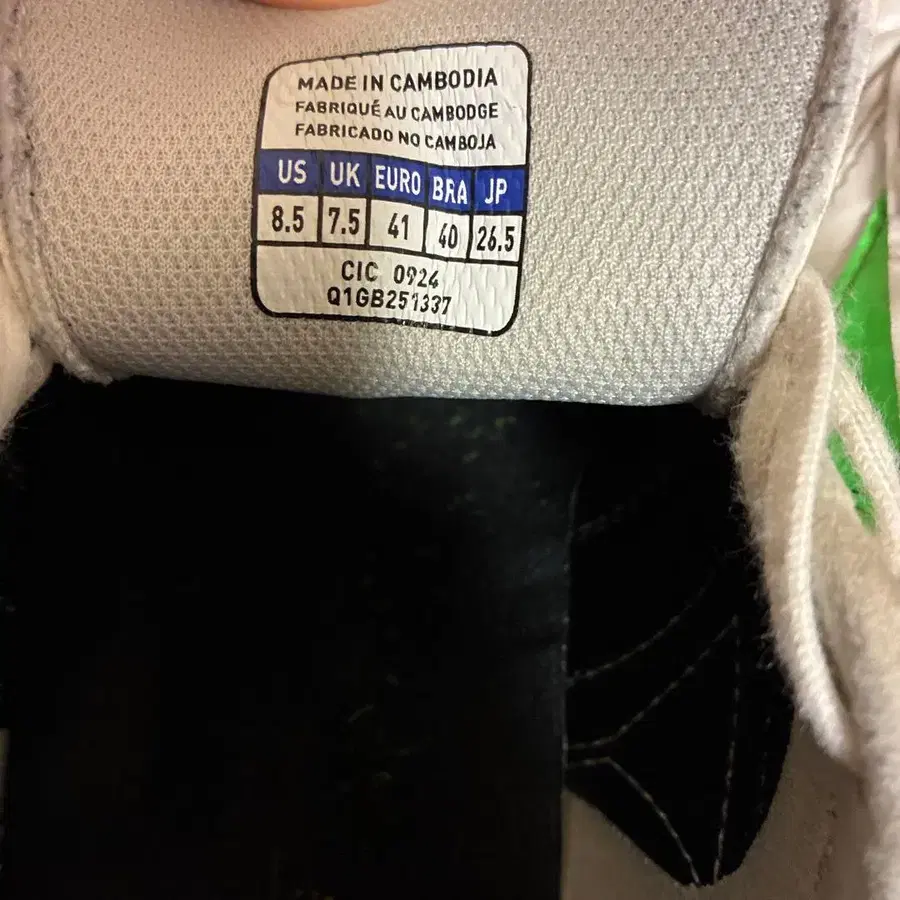 MADE IN CAMBODIA
FABRIQUÉ AU CAMBODGE
FABRICADO NO CAMBOJA
US UK EURO BRA JP
8.5 7.5 41 40 26.5
CIC 0924
Q1GB251337